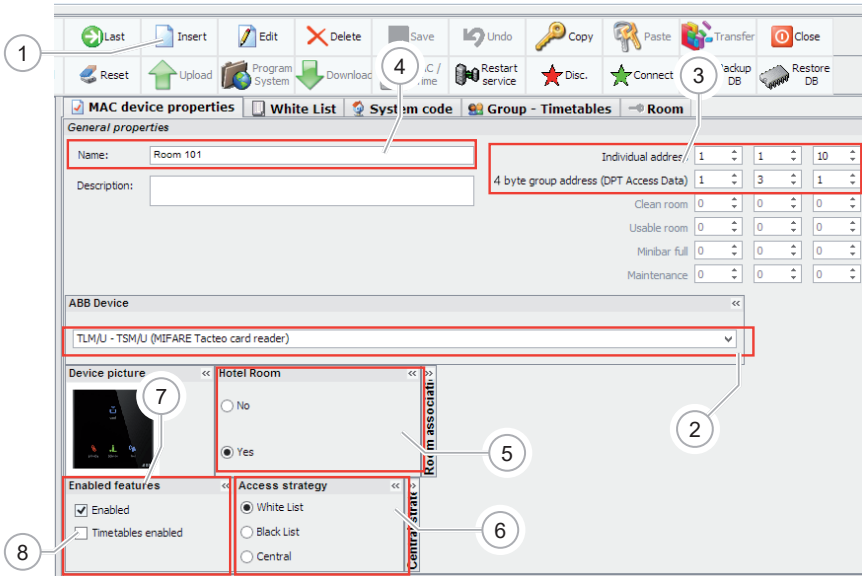 Last Insert Edit Delete Save Undo Copy Paste Transfer Close
1
Reset Upload Program System Download Restart service Disc. Connect Backup DB Restore DB
4
3
MAC device properties White List System code Group - Timetables Room
General properties
Name: Room 101
Individual address 1 1 10
4 byte group address (DPT Access Data) 1 3 1
Description:
Clean room 0 0 0
Usable room 0 0 0
Minibar full 0 0 0
Maintenance 0 0 0
ABB Device
TLM/U - TSM/U (MIFARE Tacteo card reader)
2
Device picture
7
Hotel Room
No
Yes
5
Room associati
Enabled features
Enabled
Timetables enabled
8
Access strategy
White List
Black List
Central
6